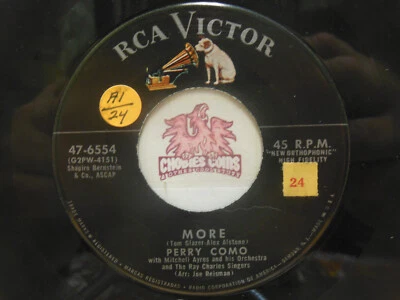 RCA VICTOR
A1
24
47-6554
(G2PW-4151)
Shapiro Bernstein
& Co., ASCAP
45 R.P.M.
"NEW ORTHOPHONIC"
HIGH FIDELITY
24
MORE
(Tom Glazer-Alex Alstone)
PERRY COMO
with Mitchell Ayres and his Orchestra
and The Ray Charles Singers
(Arr: Joe Reisman)